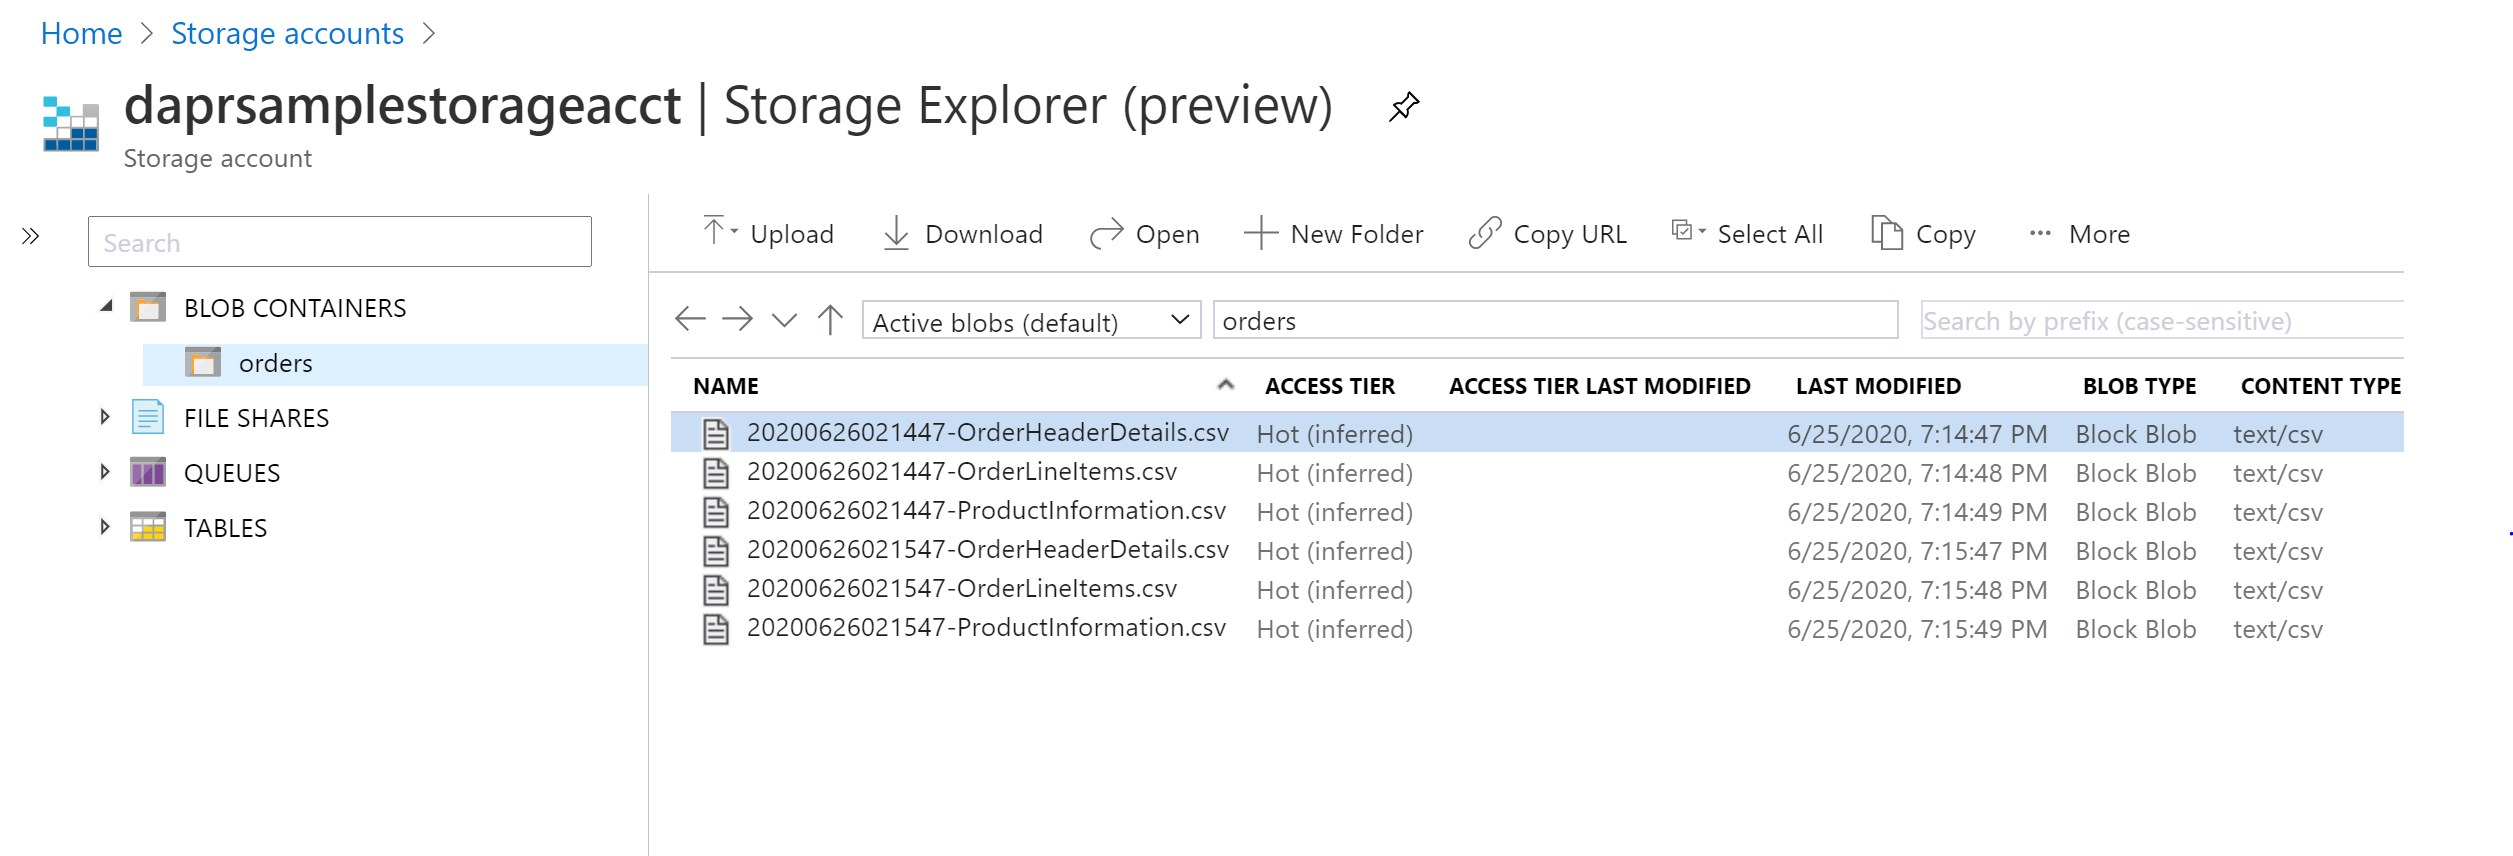 Home > Storage accounts >
daprsamplestorageacct | Storage Explorer (preview)
Storage account
Search
BLOB CONTAINERS
orders
FILE SHARES
QUEUES
TABLES
Upload Download Open New Folder Copy URL Select All Copy ... More
Active blobs (default) orders Search by prefix (case-sensitive)
NAME ACCESS TIER ACCESS TIER LAST MODIFIED LAST MODIFIED BLOB TYPE CONTENT TYPE
20200626021447-OrderHeaderDetails.csv Hot (inferred) 6/25/2020, 7:14:47 PM Block Blob text/csv
20200626021447-OrderLineItems.csv Hot (inferred) 6/25/2020, 7:14:48 PM Block Blob text/csv
20200626021447-ProductInformation.csv Hot (inferred) 6/25/2020, 7:14:49 PM Block Blob text/csv
20200626021547-OrderHeaderDetails.csv Hot (inferred) 6/25/2020, 7:15:47 PM Block Blob text/csv
20200626021547-OrderLineItems.csv Hot (inferred) 6/25/2020, 7:15:48 PM Block Blob text/csv
20200626021547-ProductInformation.csv Hot (inferred) 6/25/2020, 7:15:49 PM Block Blob text/csv